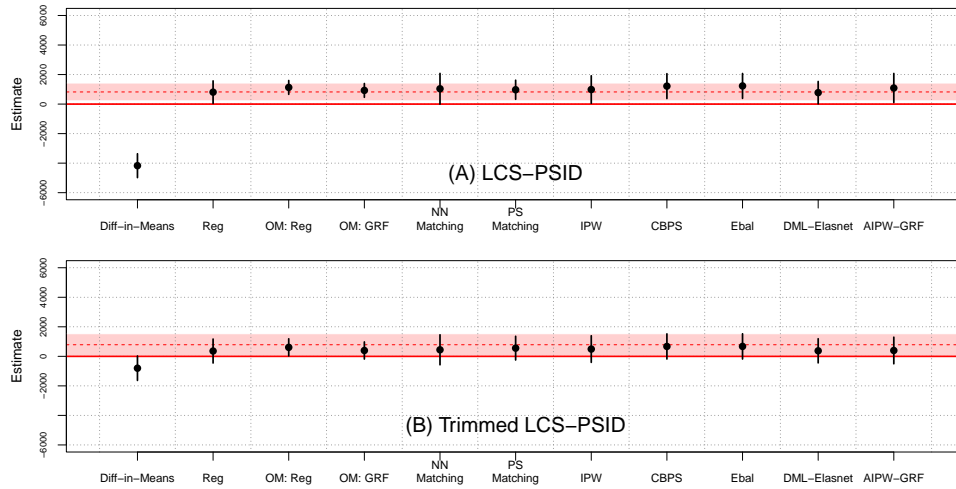 6000
4000
2000
0
−2000
−6000
Estimate
(A) LCS−PSID
Diff−in−Means Reg OM: Reg OM: GRF NN Matching PS Matching IPW CBPS Ebal DML−Elasnet AIPW−GRF
6000
4000
2000
0
−2000
−6000
Estimate
(B) Trimmed LCS−PSID
Diff−in−Means Reg OM: Reg OM: GRF NN Matching PS Matching IPW CBPS Ebal DML−Elasnet AIPW−GRF